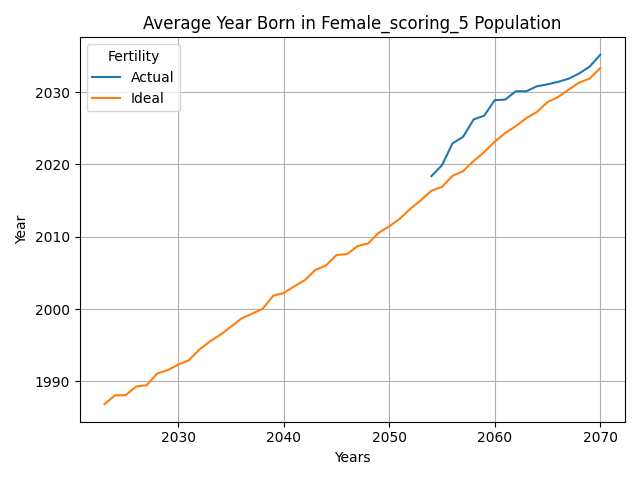 Average Year Born in Female_scoring_5 Population
Fertility
Actual
Ideal
2030
2020
2010
2000
1990
Year
2030 2040 2050 2060 2070
Years